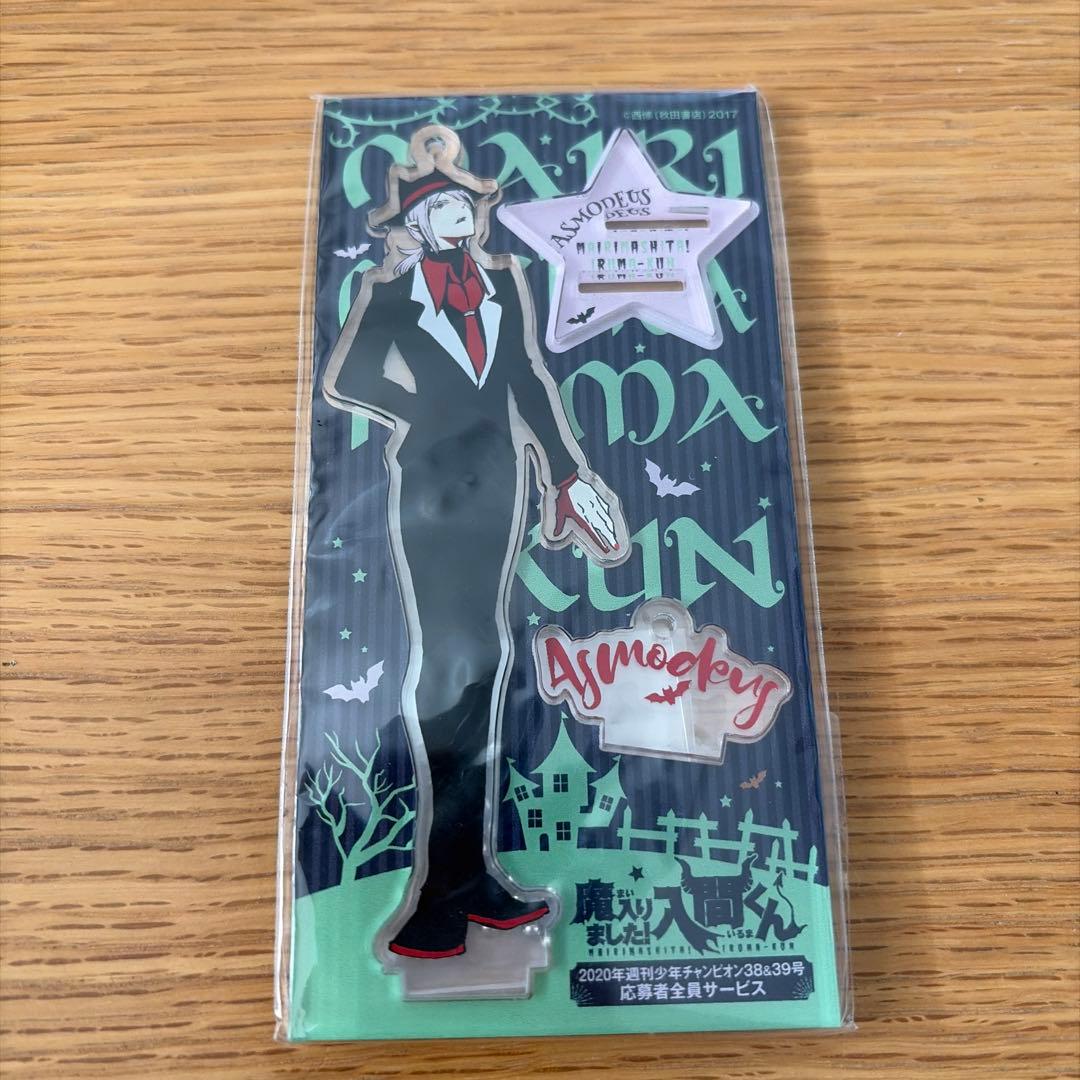 ©西修(秋田書店)2017
MAIRI
MA
KUN
ASMODEUS
MAIRIMASHITA!
IRUMA-KUN
Asmodeus
魔入り
まい
ました!
入間くん
いるま
MAIRIMASHITA! IRUMA-KUN
2020年週刊少年チャンピオン38&39号
応募者全員サービス